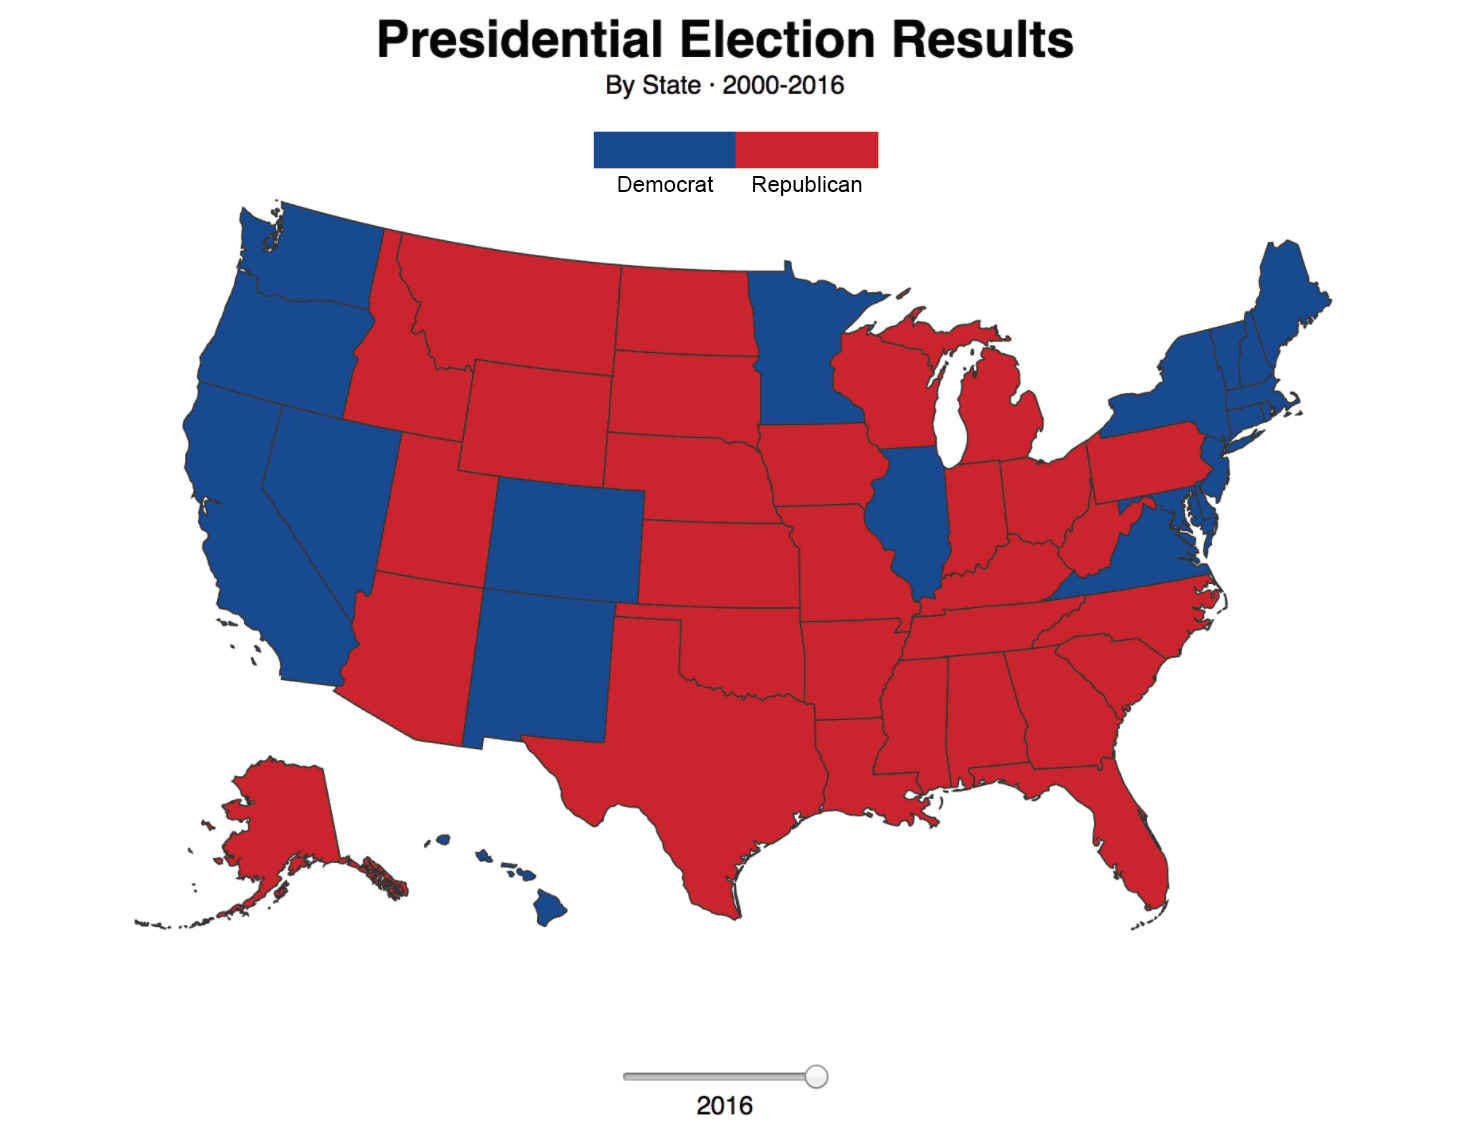 Presidential Election Results
By State · 2000-2016
Democrat Republican
2016